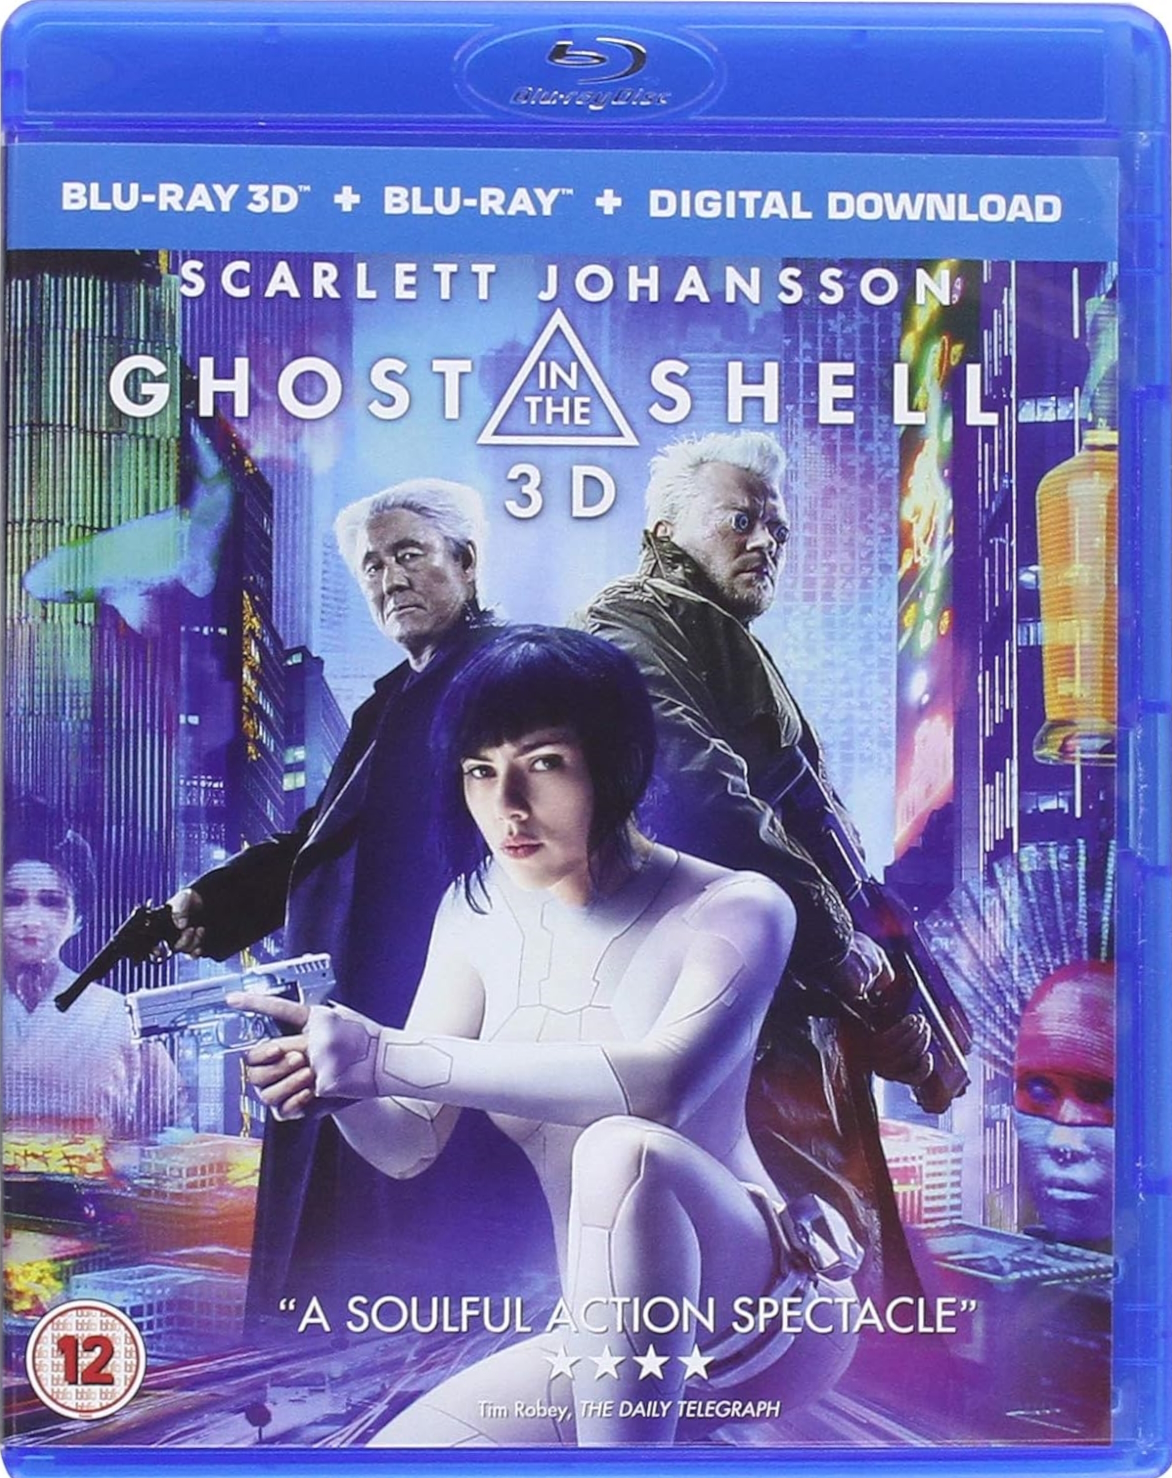 Blu-ray Disc
BLU-RAY 3D™ + BLU-RAY™ + DIGITAL DOWNLOAD
SCARLETT JOHANSSON
GHOST IN THE SHELL
3D
“A SOULFUL ACTION SPECTACLE”
★★★★
Tim Robey, THE DAILY TELEGRAPH
12